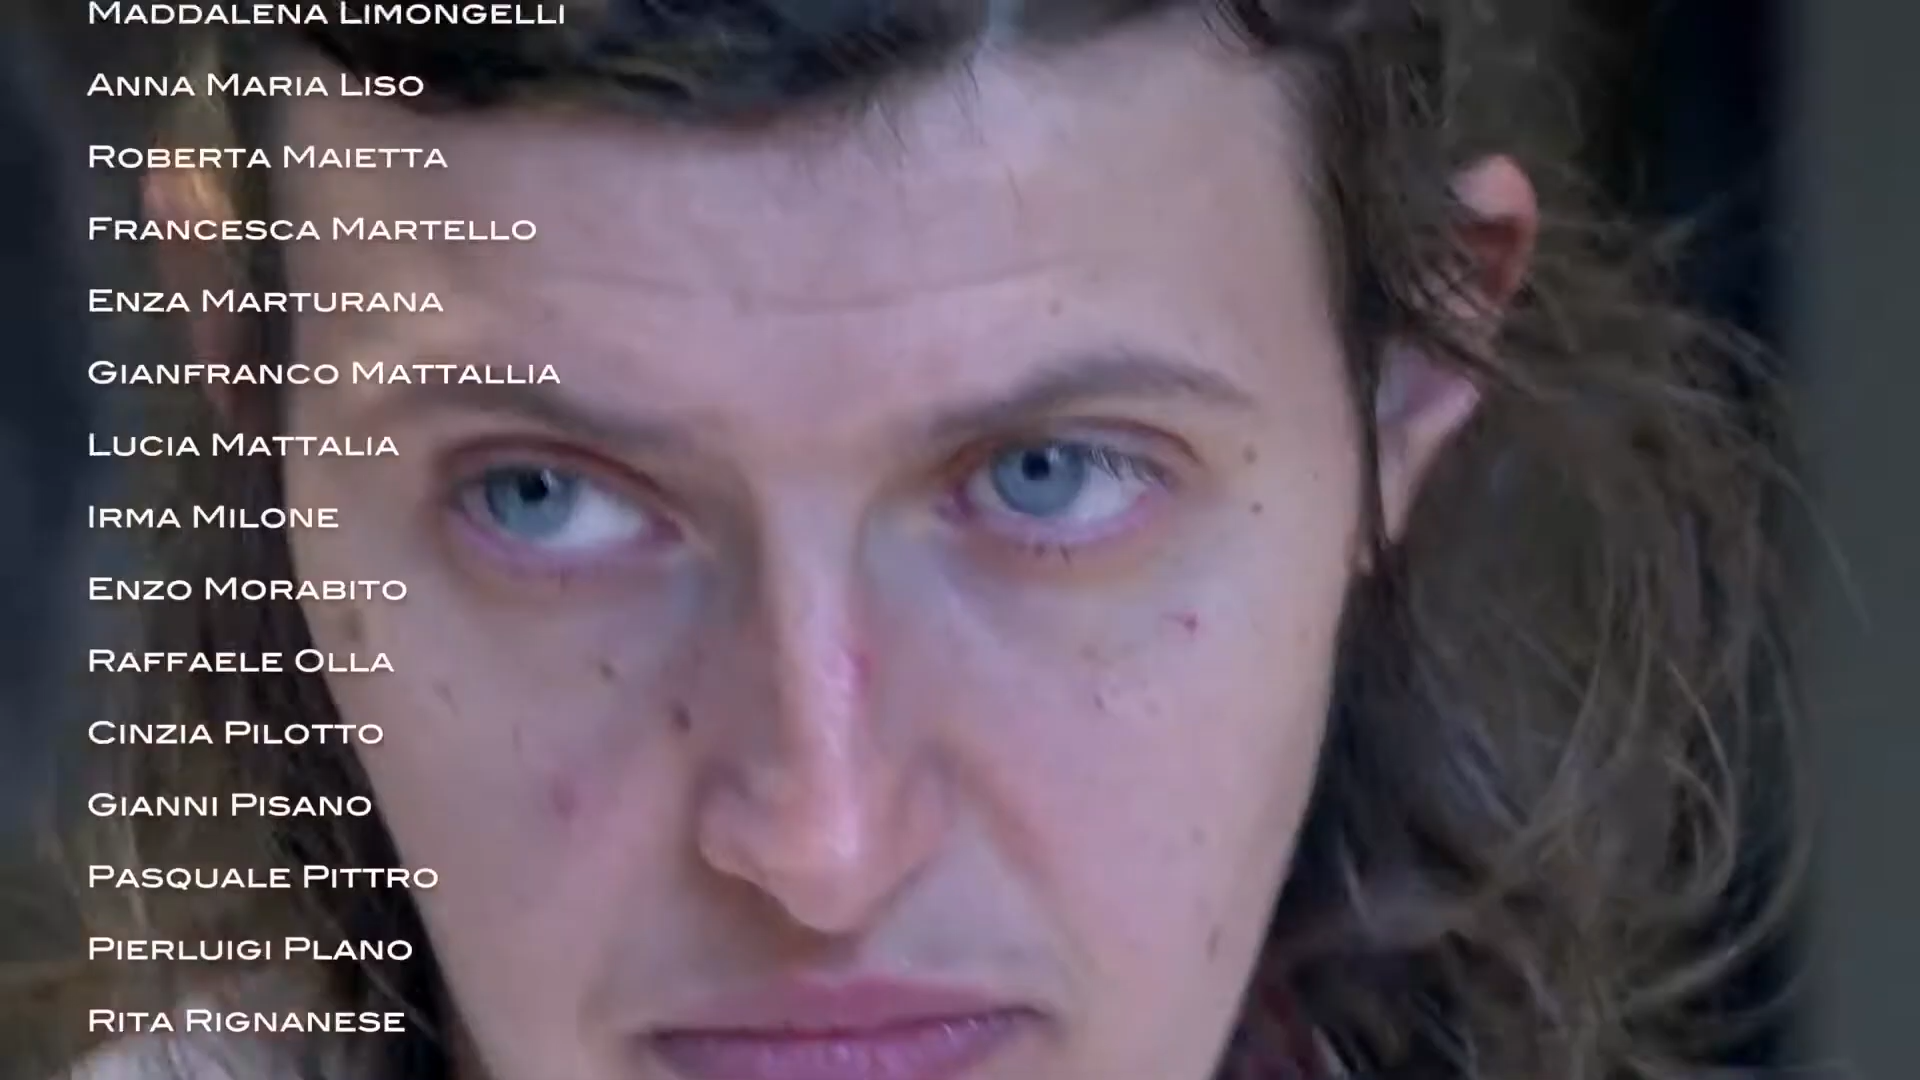 Maddalena Limongelli
Anna Maria Liso
Roberta Maietta
Francesca Martello
Enza Marturana
Gianfranco Mattallia
Lucia Mattalia
Irma Milone
Enzo Morabito
Raffaele Olla
Cinzia Pilotto
Gianni Pisano
Pasquale Pittro
Pierluigi Plano
Rita Rignanese